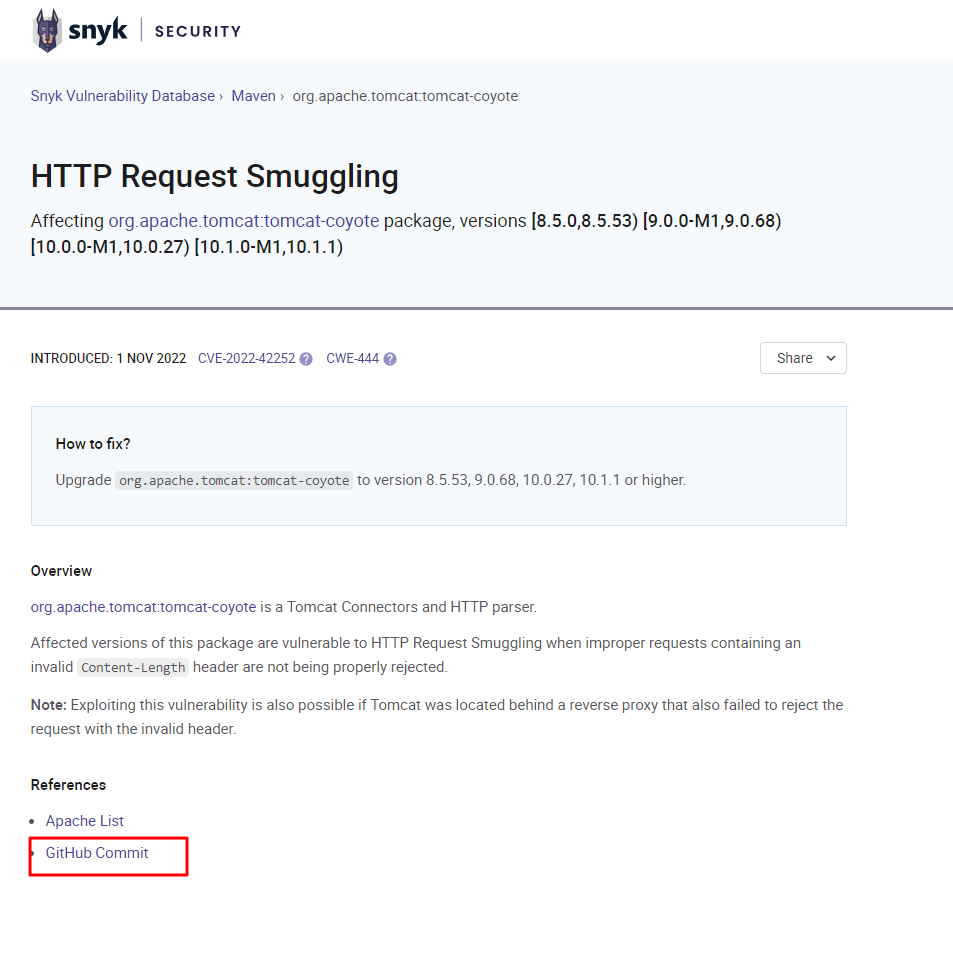 snyk | SECURITY
Snyk Vulnerability Database › Maven › org.apache.tomcat:tomcat-coyote
HTTP Request Smuggling
Affecting org.apache.tomcat:tomcat-coyote package, versions [8.5.0,8.5.53) [9.0.0-M1,9.0.68)
[10.0.0-M1,10.0.27) [10.1.0-M1,10.1.1)
INTRODUCED: 1 NOV 2022 CVE-2022-42252 ? CWE-444 ? Share
How to fix?
Upgrade org.apache.tomcat:tomcat-coyote to version 8.5.53, 9.0.68, 10.0.27, 10.1.1 or higher.
Overview
org.apache.tomcat:tomcat-coyote is a Tomcat Connectors and HTTP parser.
Affected versions of this package are vulnerable to HTTP Request Smuggling when improper requests containing an
invalid Content-Length header are not being properly rejected.
Note: Exploiting this vulnerability is also possible if Tomcat was located behind a reverse proxy that also failed to reject the
request with the invalid header.
References
• Apache List
• GitHub Commit